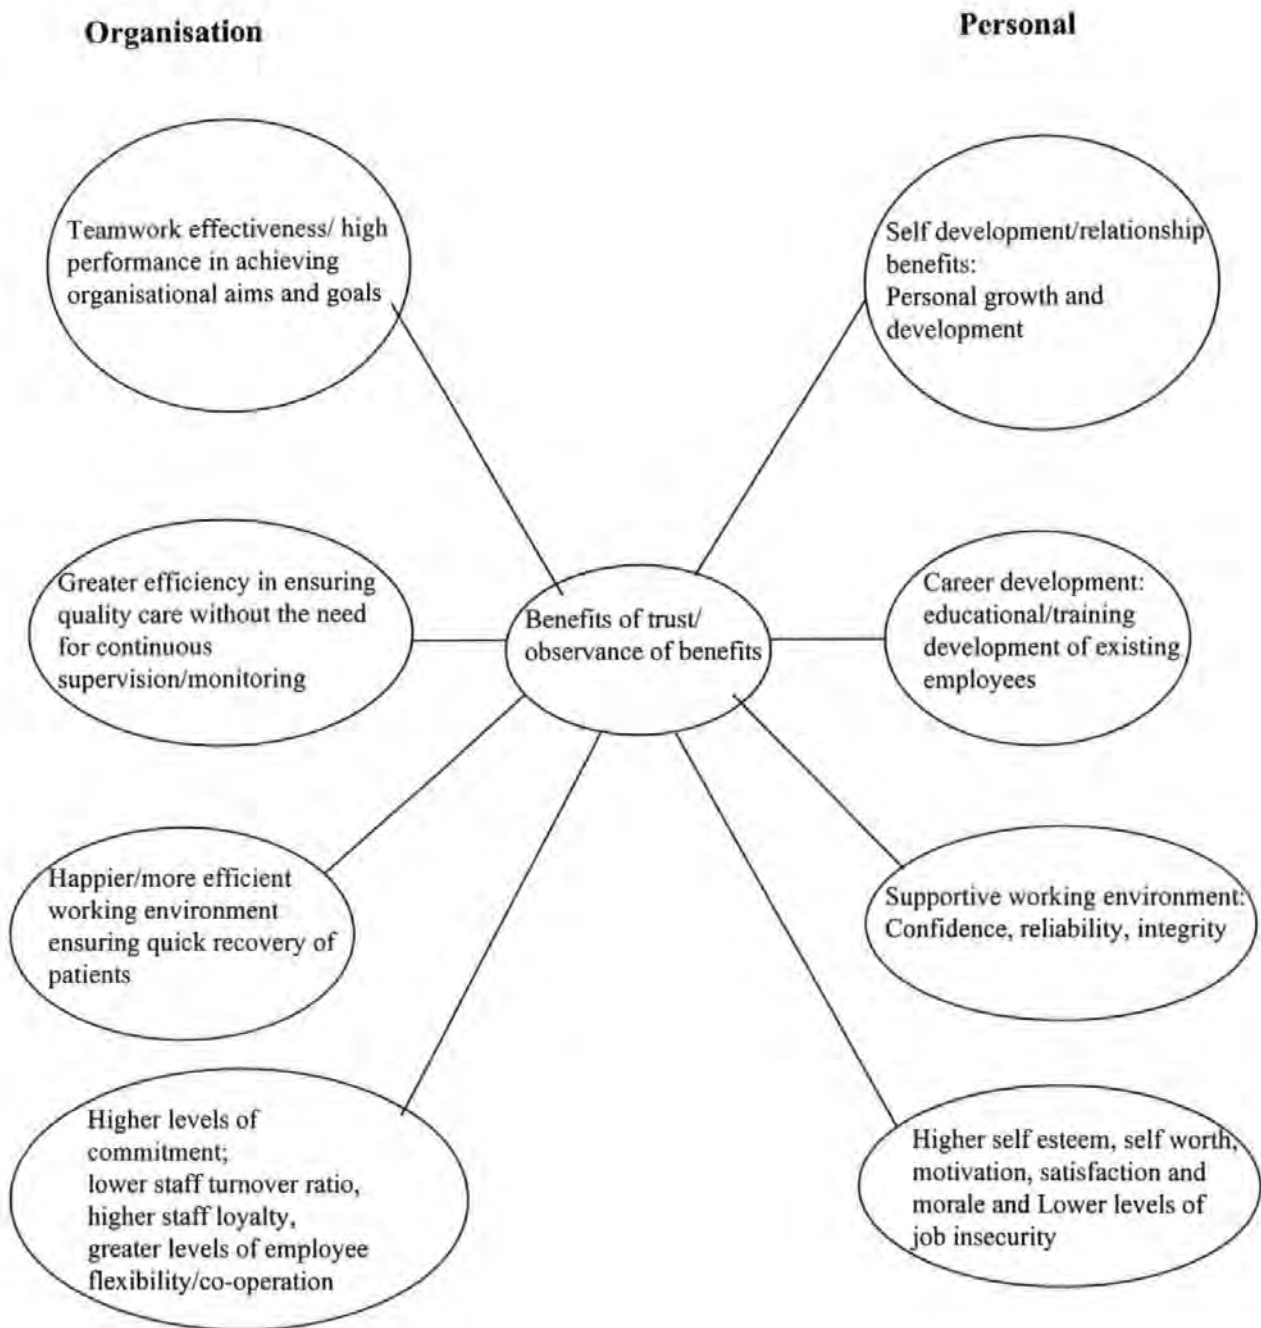 Organisation
Personal
Teamwork effectiveness/ high
performance in achieving
organisational aims and goals
Self development/relationship
benefits:
Personal growth and
development
Greater efficiency in ensuring
quality care without the need
for continuous
supervision/monitoring
Benefits of trust/
observance of benefits
Career development:
educational/training
development of existing
employees
Happier/more efficient
working environment
ensuring quick recovery of
patients
Supportive working environment:
Confidence, reliability, integrity
Higher levels of
commitment;
lower staff turnover ratio,
higher staff loyalty,
greater levels of employee
flexibility/co-operation
Higher self esteem, self worth,
motivation, satisfaction and
morale and Lower levels of
job insecurity